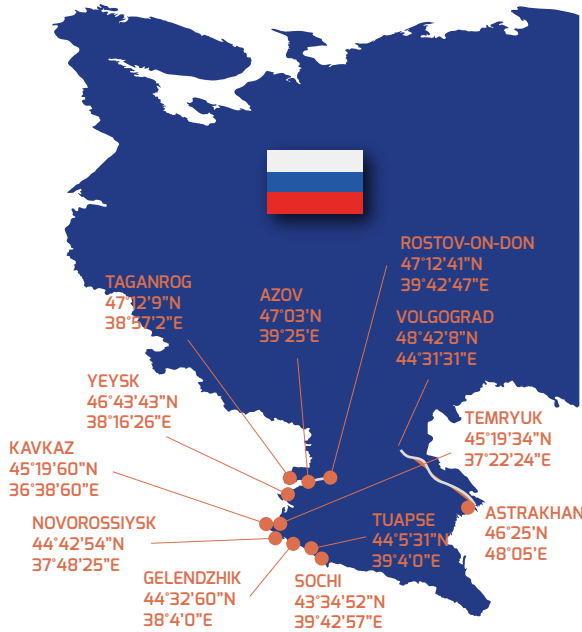 ROSTOV-ON-DON
47°12'41”N
39°42'47”E
TAGANROG
47°12'9”N
38°57'2”E
AZOV
47°03'N
39°25'E
VOLGOGRAD
48°42'8”N
44°31'31”E
YEYSK
46°43'43”N
38°16'26”E
TEMRYUK
45°19'34”N
37°22'24”E
KAVKAZ
45°19'60”N
36°38'60”E
NOVOROSSIYSK
44°42'54”N
37°48'25”E
TUAPSE
44°5'31”N
39°4'0”E
ASTRAKHAN
46°25'N
48°05'E
GELENDZHIK
44°32'60”N
38°4'0”E
SOCHI
43°34'52”N
39°42'57”E